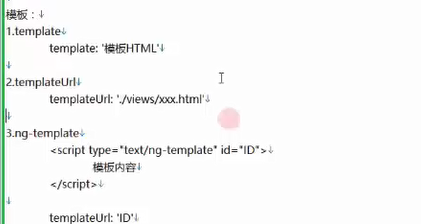 模板：
1.template
template: '模板HTML'
2.templateUrl
templateUrl: './views/xxx.html'
3.ng-template
<script type="text/ng-template" id="ID">
模板内容
</script>
templateUrl: 'ID'